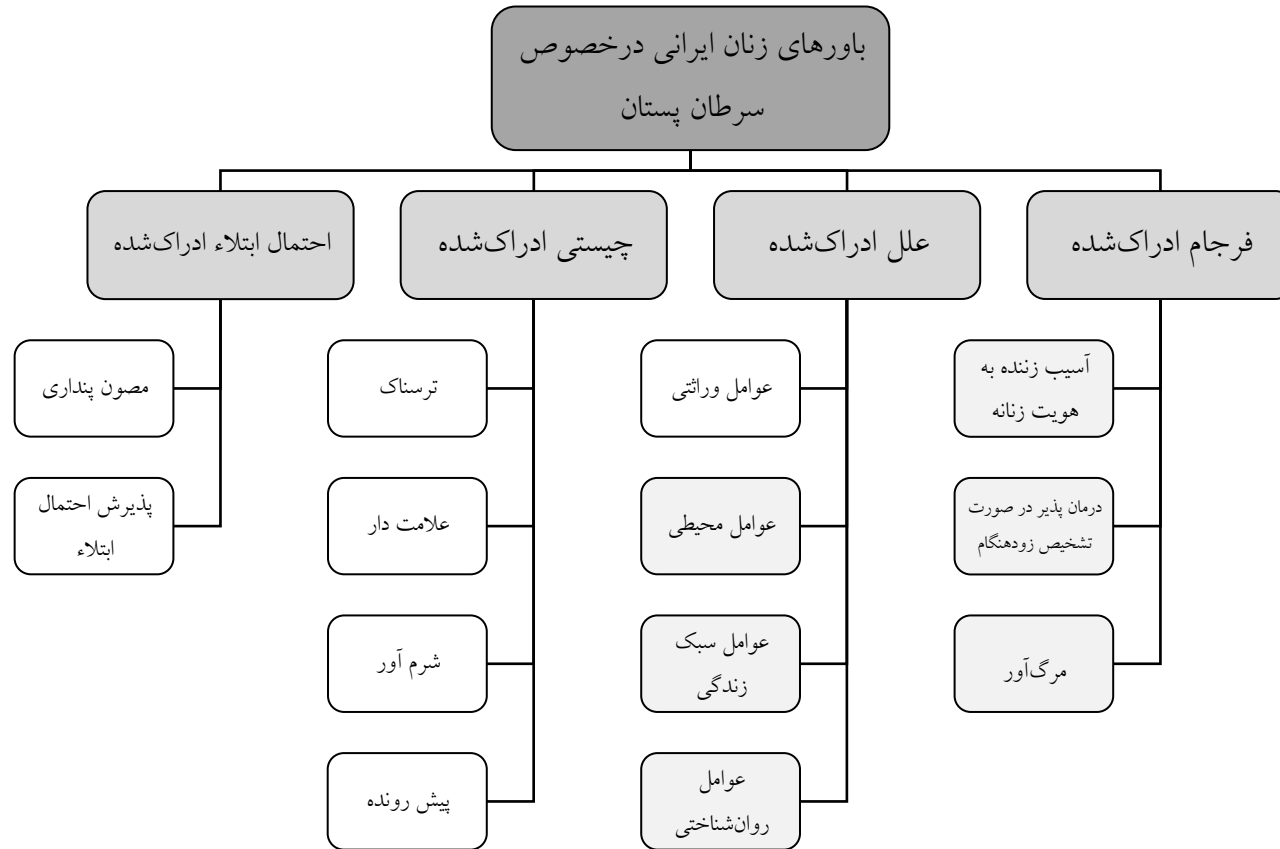 باورهای زنان ایرانی درخصوص
سرطان پستان
فرجام ادراک‌شده
آسیب زننده به
هویت زنانه
درمان پذیر در صورت
تشخیص زودهنگام
مرگ‌آور
علل ادراک‌شده
عوامل وراثتی
عوامل محیطی
عوامل سبک
زندگی
عوامل
روان‌شناختی
چیستی ادراک‌شده
ترسناک
علامت دار
شرم آور
پیش رونده
احتمال ابتلاء ادراک‌شده
مصون پنداری
پذیرش احتمال
ابتلاء